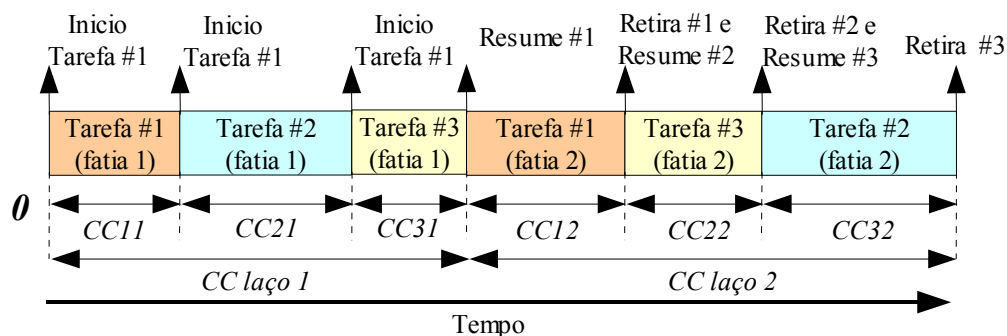 Inicio
Tarefa #1
Inicio
Tarefa #1
Inicio
Tarefa #1
Resume #1
Retira #1 e
Resume #2
Retira #2 e
Resume #3
Retira #3
Tarefa #1
(fatia 1)
Tarefa #2
(fatia 1)
Tarefa #3
(fatia 1)
Tarefa #1
(fatia 2)
Tarefa #3
(fatia 2)
Tarefa #2
(fatia 2)
0
CC11
CC21
CC31
CC12
CC22
CC32
CC laço 1
CC laço 2
Tempo